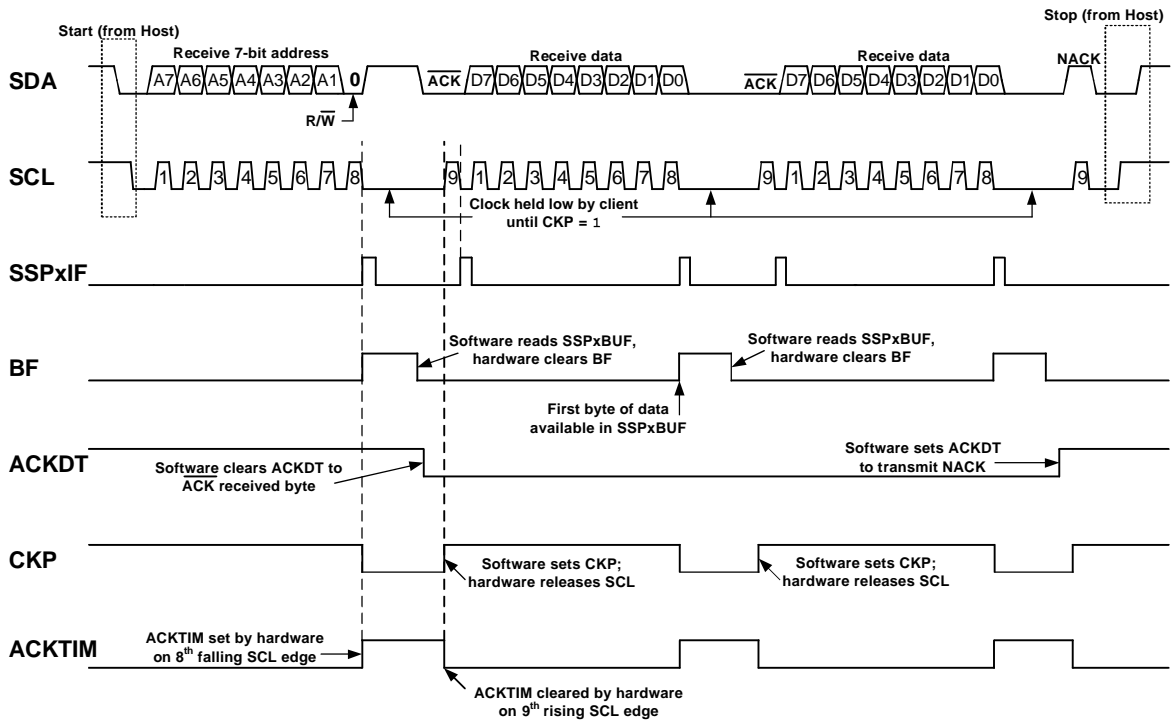 Start (from Host)
Stop (from Host)
Receive 7-bit address
Receive data
Receive data
NACK
SDA
A7 A6 A5 A4 A3 A2 A1 0
ACK
D7 D6 D5 D4 D3 D2 D1 D0
ACK
D7 D6 D5 D4 D3 D2 D1 D0
R/W
SCL
1 2 3 4 5 6 7 8
9 1 2 3 4 5 6 7 8
9 1 2 3 4 5 6 7 8
9
Clock held low by client
until CKP = 1
SSPxIF
BF
Software reads SSPxBUF,
hardware clears BF
Software reads SSPxBUF,
hardware clears BF
First byte of data
available in SSPxBUF
ACKDT
Software clears ACKDT to
ACK received byte
Software sets ACKDT
to transmit NACK
CKP
Software sets CKP;
hardware releases SCL
Software sets CKP;
hardware releases SCL
ACKTIM
ACKTIM set by hardware
on 8th falling SCL edge
ACKTIM cleared by hardware
on 9th rising SCL edge